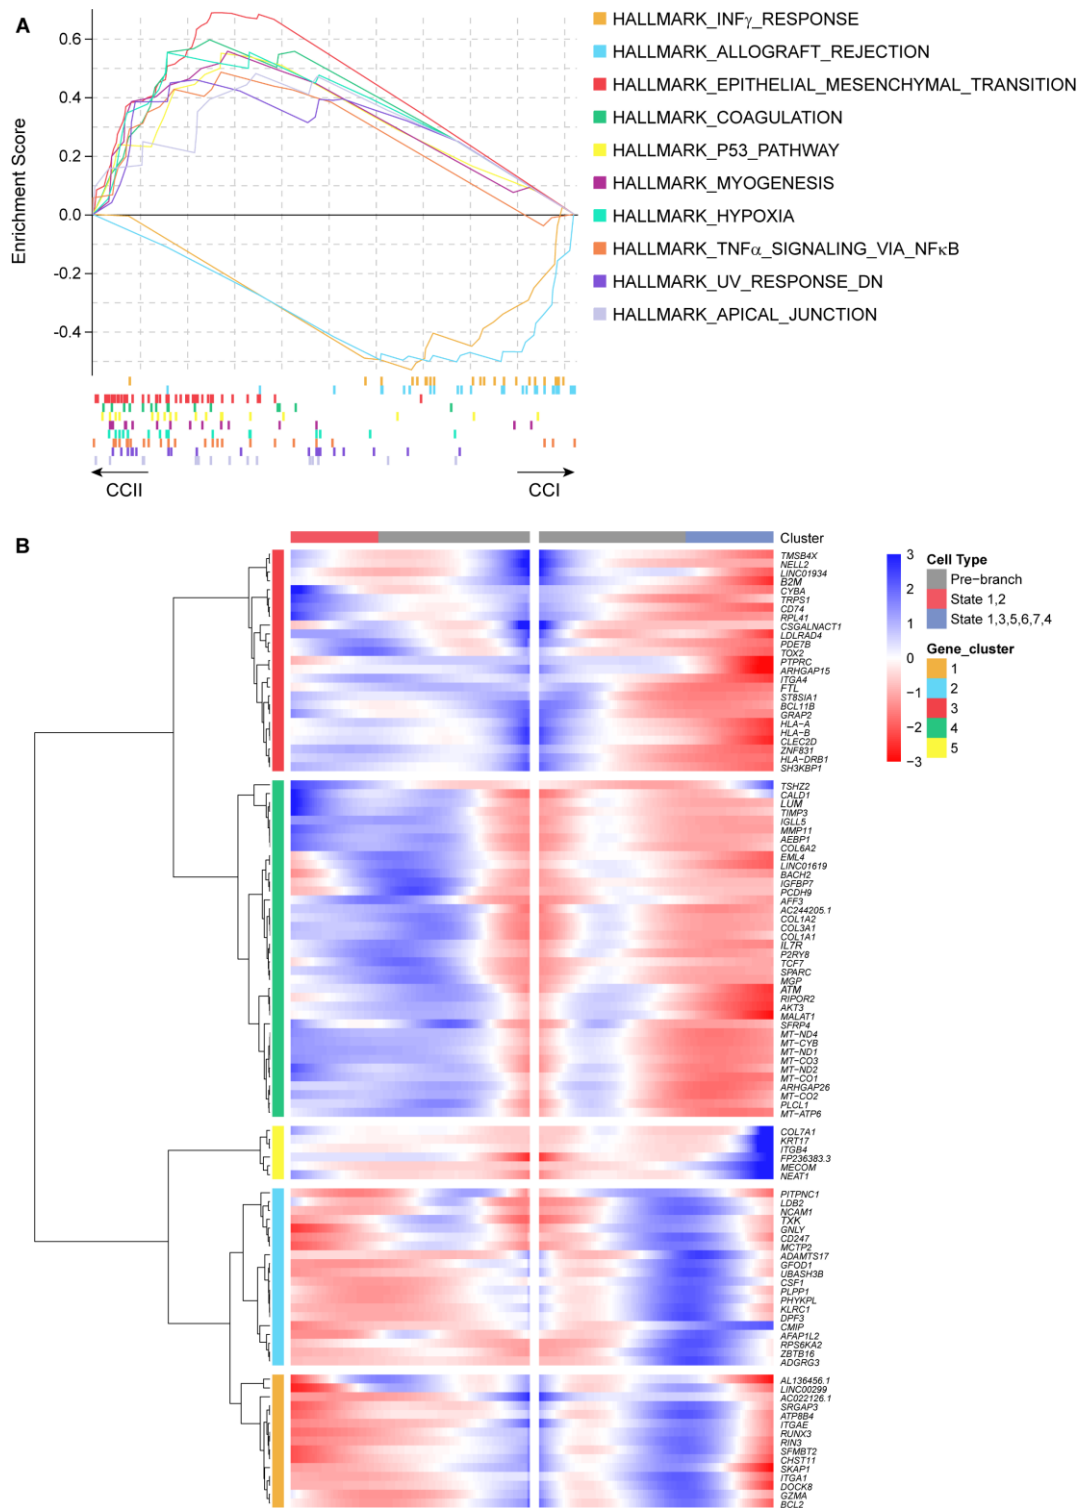 A
Enrichment Score
0.6
0.4
0.2
0.0
-0.2
-0.4
CCII
CCI
HALLMARK_INFγ_RESPONSE
HALLMARK_ALLOGRAFT_REJECTION
HALLMARK_EPITHELIAL_MESENCHYMAL_TRANSITION
HALLMARK_COAGULATION
HALLMARK_P53_PATHWAY
HALLMARK_MYOGENESIS
HALLMARK_HYPOXIA
HALLMARK_TNFα_SIGNALING_VIA_NFκB
HALLMARK_UV_RESPONSE_DN
HALLMARK_APICAL_JUNCTION
B
Cluster
TMSB4X
NELL2
LINC01934
B2M
CYBA
TRPS1
CD74
RPL41
CSGALNACT1
LDLRAD4
PDE7B
TOX2
PTPRC
ARHGAP15
ITGA4
FTL
ST8SIA1
BCL11B
GRAP2
HLA−A
HLA−B
CLEC2D
ZNF831
HLA−DRB1
SH3KBP1
TSHZ2
CALD1
LUM
TIMP3
IGLL5
MMP11
AEBP1
COL6A2
EML4
LINC01619
BACH2
IGFBP7
PCDH9
AFF3
AC244205.1
COL1A2
COL3A1
COL1A1
IL7R
P2RY8
TCF7
SPARC
MGP
ATM
RIPOR2
AKT3
MALAT1
SFRP4
MT−ND4
MT−CYB
MT−ND1
MT−CO3
MT−ND2
MT−CO1
ARHGAP26
MT−CO2
PLCL1
MT−ATP6
COL7A1
KRT17
ITGB4
FP236383.3
MECOM
NEAT1
PITPNC1
LDB2
NCAM1
TXK
GNLY
CD247
MCTP2
ADAMTS17
GFOD1
UBASH3B
CSF1
PLPP1
PHYKPL
KLRC1
DPF3
CMIP
AFAP1L2
RPS6KA2
ZBTB16
ADGRG3
AL136456.1
LINC00299
AC022126.1
SRGAP3
ATP8B4
ITGAE
RUNX3
RIN3
SFMBT2
CHST11
SKAP1
ITGA1
DOCK8
GZMA
BCL2
3
2
1
0
−1
−2
−3
Cell Type
Pre−branch
State 1,2
State 1,3,5,6,7,4
Gene_cluster
1
2
3
4
5